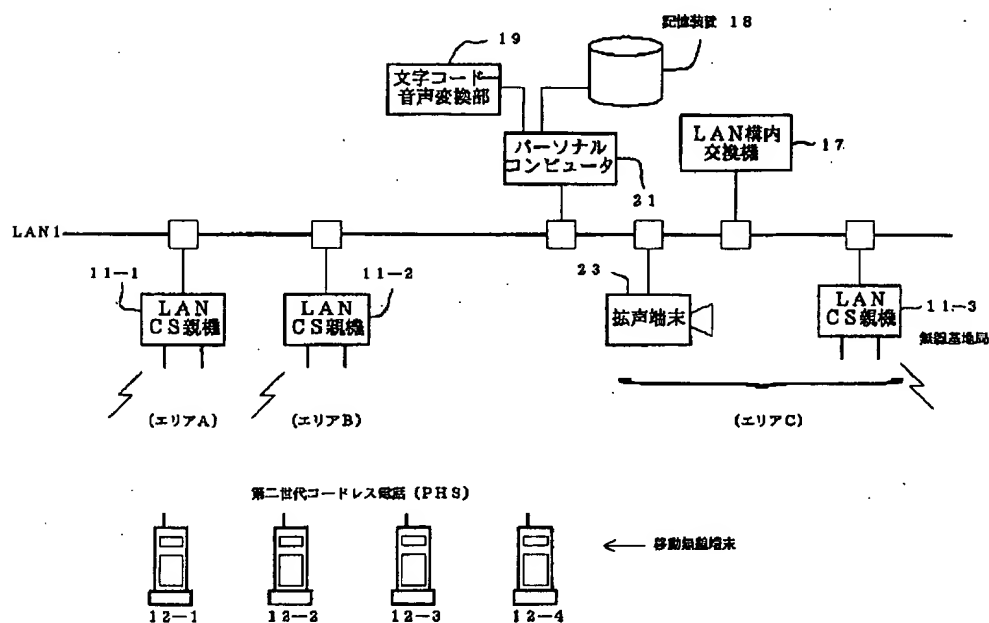 記憶装置 18
19
文字コード
音声変換部
パーソナル
コンピュータ
21
LAN構内
交換機
17
LAN1
11-1
LAN
CS親機
11-2
LAN
CS親機
23
拡声端末
LAN
CS親機
11-3
無線基地局
(エリアA)
(エリアB)
(エリアC)
第二世代コードレス電話(PHS)
移動無線端末
12-1
12-2
12-3
12-4